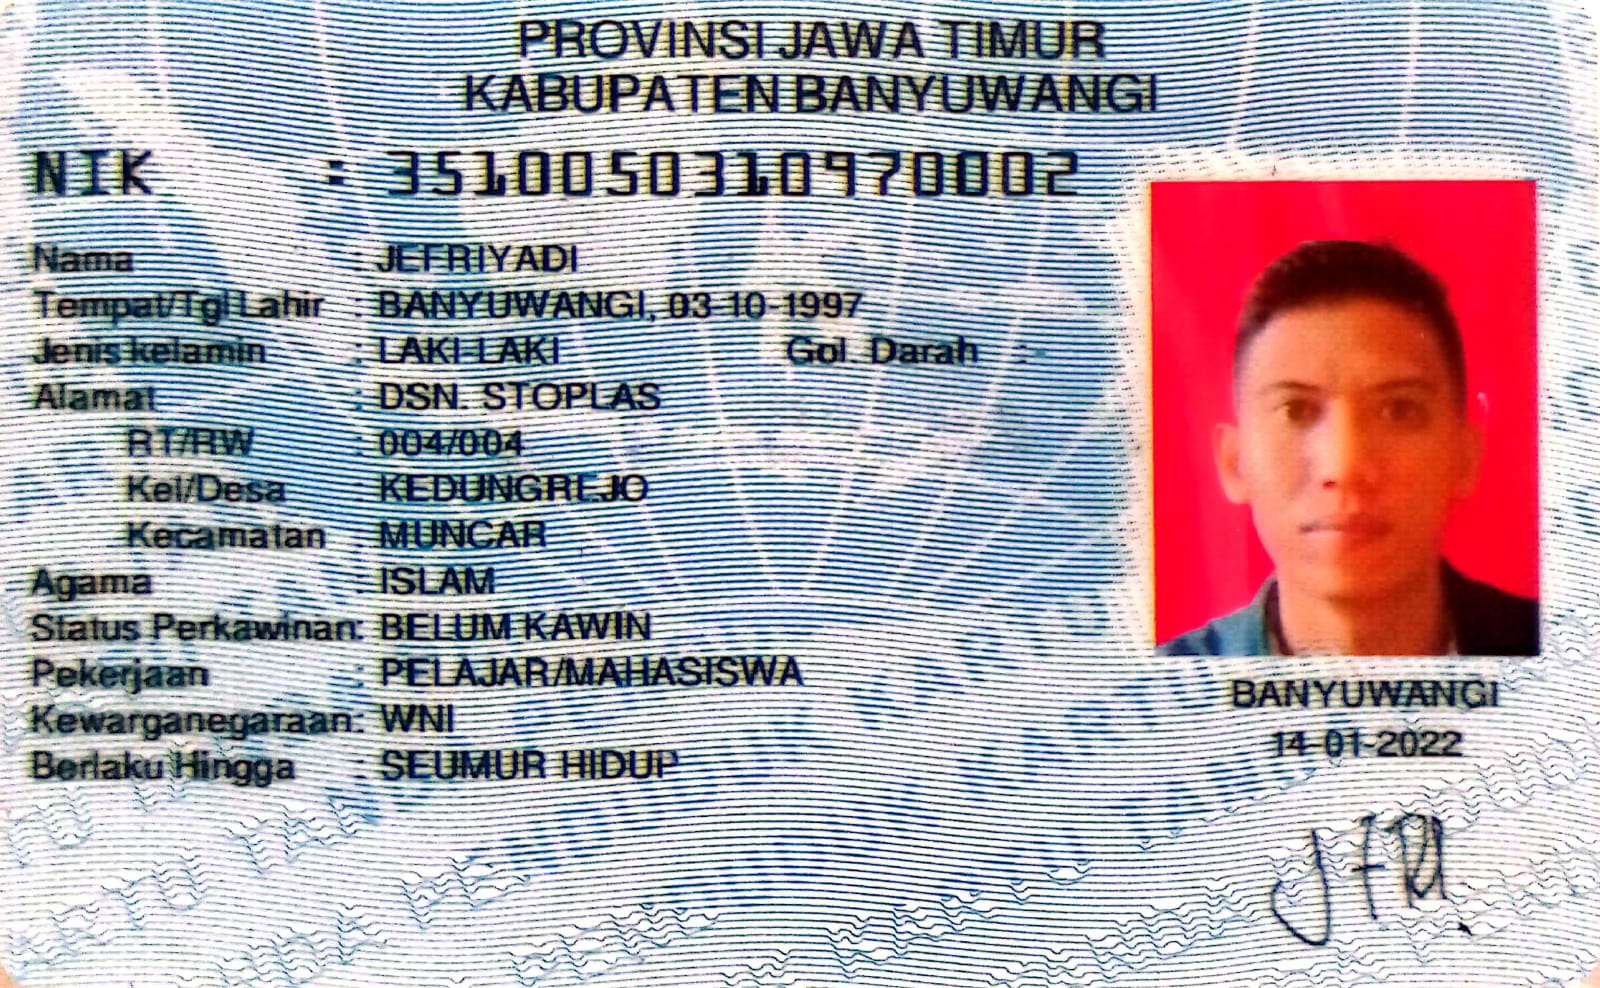 PROVINSI JAWA TIMUR
KABUPATEN BANYUWANGI
NIK : 3510050310970002
Nama : JEFRIYADI
Tempat/Tgl Lahir : BANYUWANGI, 03-10-1997
Jenis kelamin : LAKI-LAKI Gol. Darah : -
Alamat : DSN. STOPLAS
RT/RW : 004/004
Kel/Desa : KEDUNGREJO
Kecamatan : MUNCAR
Agama : ISLAM
Status Perkawinan: BELUM KAWIN
Pekerjaan : PELAJAR/MAHASISWA
Kewarganegaraan: WNI
Berlaku Hingga : SEUMUR HIDUP
BANYUWANGI
14-01-2022